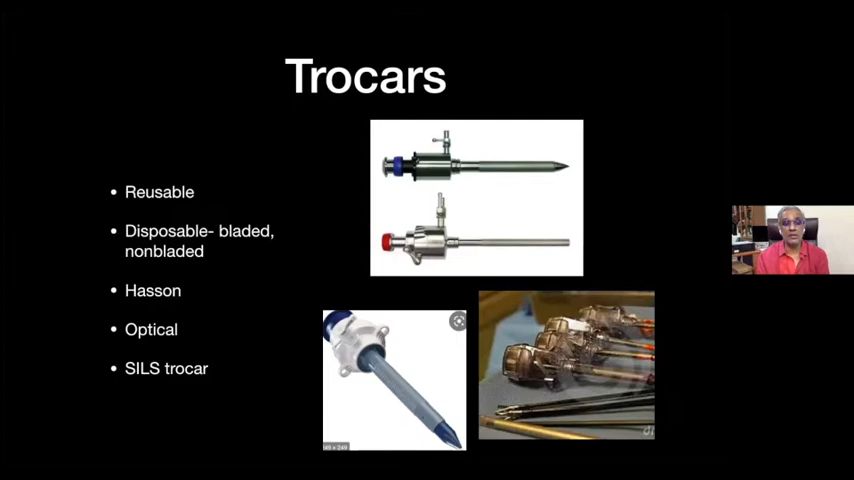 Trocars
Reusable
Disposable- bladed,
nonbladed
Hasson
Optical
SILS trocar